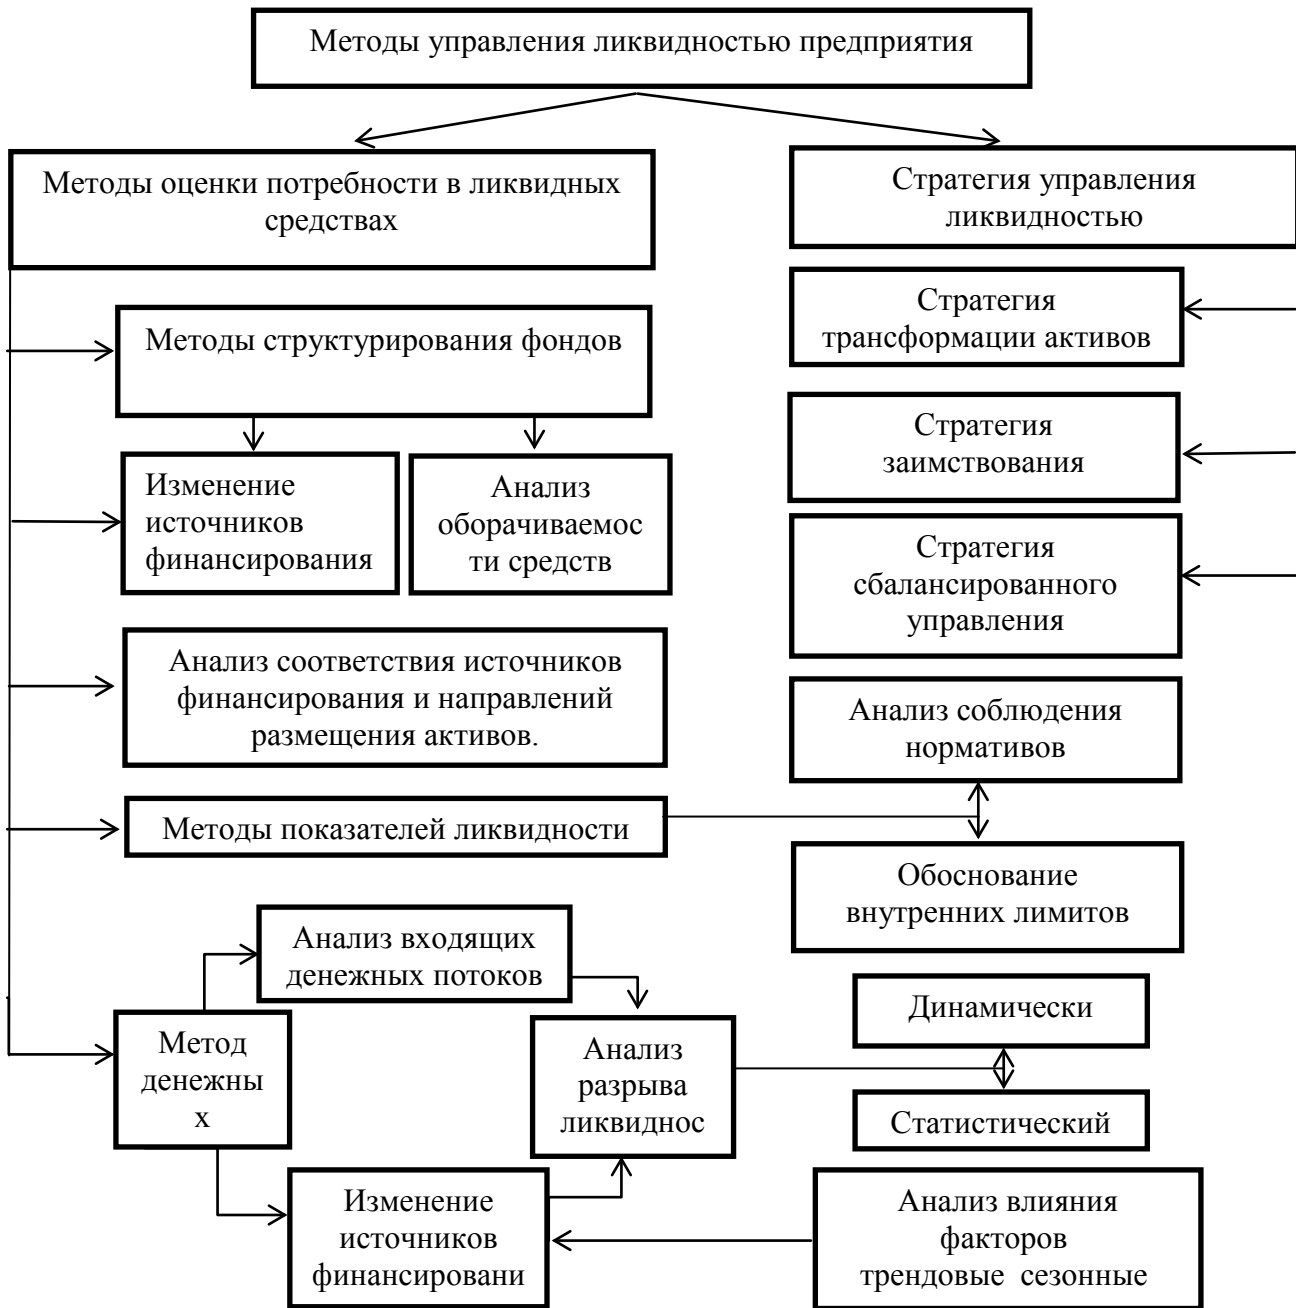 Методы управления ликвидностью предприятия
Методы оценки потребности в ликвидных
средствах
Стратегия управления
ликвидностью
Стратегия
трансформации активов
Методы структурирования фондов
Стратегия
заимствования
Изменение
источников
финансирования
Анализ
оборачиваемос
ти средств
Стратегия
сбалансированного
управления
Анализ соответствия источников
финансирования и направлений
размещения активов.
Анализ соблюдения
нормативов
Методы показателей ликвидности
Обоснование
внутренних лимитов
Анализ входящих
денежных потоков
Динамически
Метод
денежны
х
Анализ
разрыва
ликвиднос
Статистический
Изменение
источников
финансировани
Анализ влияния
факторов
трендовые сезонные